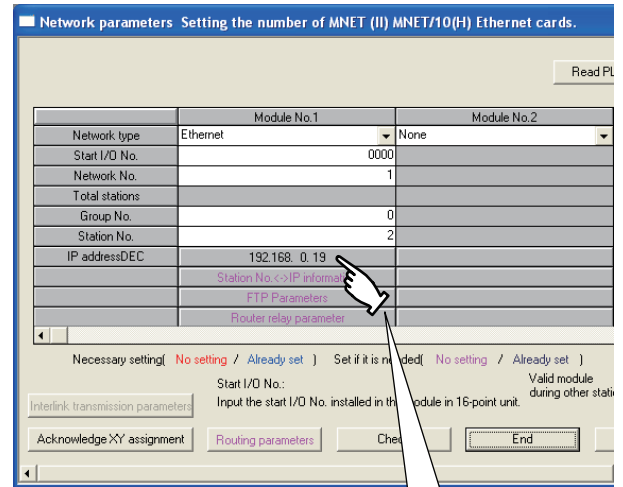 Network parameters Setting the number of MNET (II) MNET/10(H) Ethernet cards.
Read PL
Module No.1 Module No.2
Network type Ethernet None
Start I/O No. 0000
Network No. 1
Total stations
Group No. 0
Station No. 2
IP addressDEC 192.168. 0. 19
Station No.<->IP informati
FTP Parameters
Router relay parameter
Necessary setting( No setting / Already set ) Set if it is needed( No setting / Already set )
Start I/O No.:
Input the start I/O No. installed in the module in 16-point unit.
Valid module
during other stati
Interlink transmission parameters
Acknowledge XY assignment Routing parameters Che End